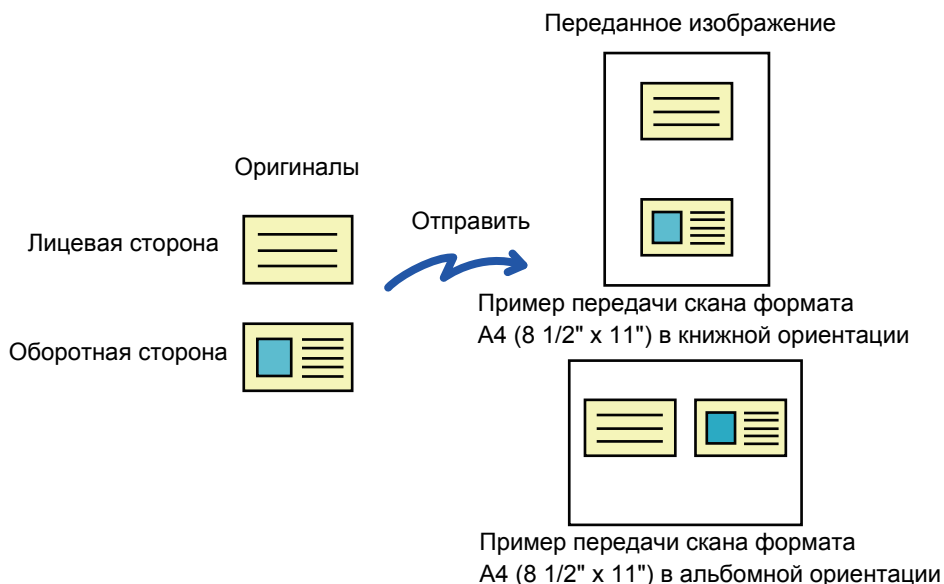 Переданное изображение
Оригиналы
Отправить
Лицевая сторона
Оборотная сторона
Пример передачи скана формата
A4 (8 1/2" x 11") в книжной ориентации
Пример передачи скана формата
A4 (8 1/2" x 11") в альбомной ориентации